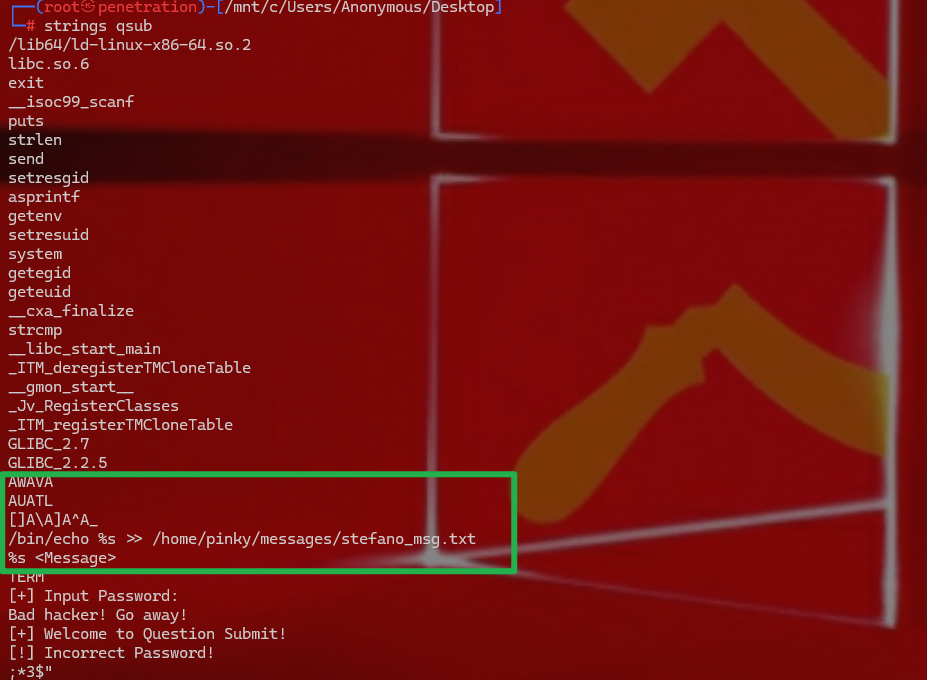 ┌──(root㉿penetration)-[/mnt/c/Users/Anonymous/Desktop]
└─# strings qsub
/lib64/ld-linux-x86-64.so.2
libc.so.6
exit
__isoc99_scanf
puts
strlen
send
setresgid
asprintf
getenv
setresuid
system
getegid
geteuid
__cxa_finalize
strcmp
__libc_start_main
_ITM_deregisterTMCloneTable
__gmon_start__
_Jv_RegisterClasses
_ITM_registerTMCloneTable
GLIBC_2.7
GLIBC_2.2.5
AWAVA
AUATL
[]A\A]A^A_
/bin/echo %s >> /home/pinky/messages/stefano_msg.txt
%s <Message>
TERM
[+] Input Password:
Bad hacker! Go away!
[+] Welcome to Question Submit!
[!] Incorrect Password!
;*3$"